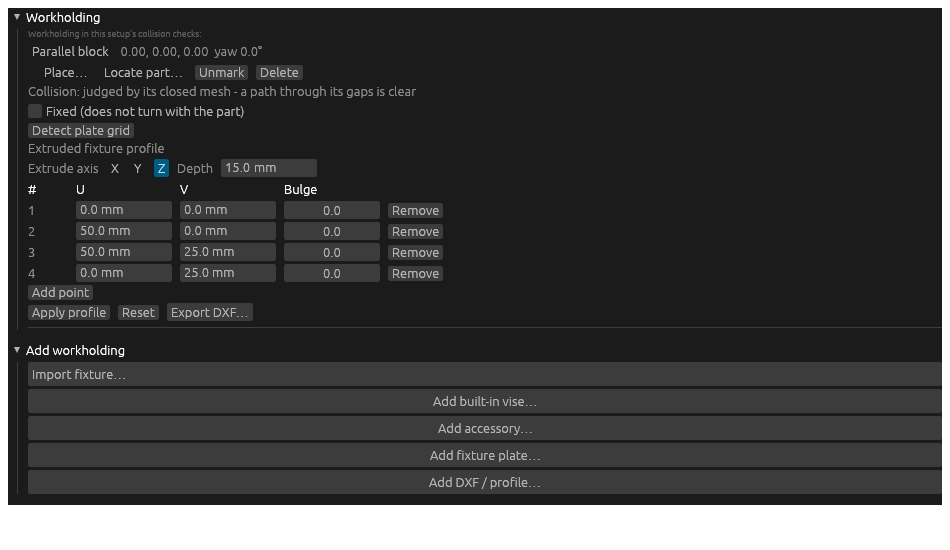 Workholding
Workholding in this setup's collision checks:
Parallel block 0.00, 0.00, 0.00 yaw 0.0°
Place… Locate part… Unmark Delete
Collision: judged by its closed mesh - a path through its gaps is clear
Fixed (does not turn with the part)
Detect plate grid
Extruded fixture profile
Extrude axis X Y Z Depth 15.0 mm
# U V Bulge
1 0.0 mm 0.0 mm 0.0 Remove
2 50.0 mm 0.0 mm 0.0 Remove
3 50.0 mm 25.0 mm 0.0 Remove
4 0.0 mm 25.0 mm 0.0 Remove
Add point
Apply profile Reset Export DXF…
Add workholding
Import fixture…
Add built-in vise…
Add accessory…
Add fixture plate…
Add DXF / profile…